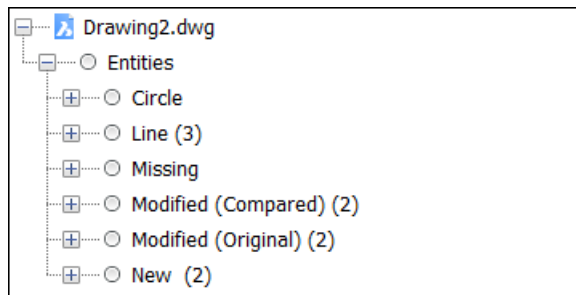 Drawing2.dwg
Entities
Circle
Line (3)
Missing
Modified (Compared) (2)
Modified (Original) (2)
New (2)